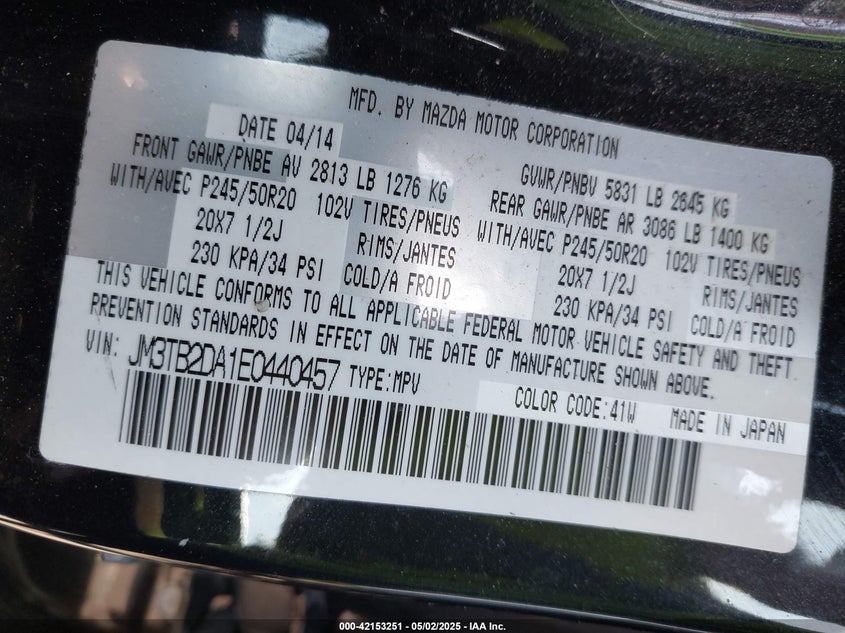 MFD. BY MAZDA MOTOR CORPORATION
DATE 04/14
GVWR/PNBV 5831 LB 2645 KG
FRONT GAWR/PNBE AV 2813 LB 1276 KG
REAR GAWR/PNBE AR 3086 LB 1400 KG
WITH/AVEC P245/50R20 102V TIRES/PNEUS
WITH/AVEC P245/50R20 102V TIRES/PNEUS
20X7 1/2J RIMS/JANTES
20X7 1/2J RIMS/JANTES
230 KPA/34 PSI COLD/A FROID
230 KPA/34 PSI COLD/A FROID
THIS VEHICLE CONFORMS TO ALL APPLICABLE FEDERAL MOTOR VEHICLE SAFETY AND THEFT
PREVENTION STANDARDS IN EFFECT ON THE DATE OF MANUFACTURE SHOWN ABOVE.
VIN: JM3TB2DA1E0440457 TYPE:MPV
COLOR CODE:41W MADE IN JAPAN
000-42153251 - 05/02/2025 - IAA Inc.